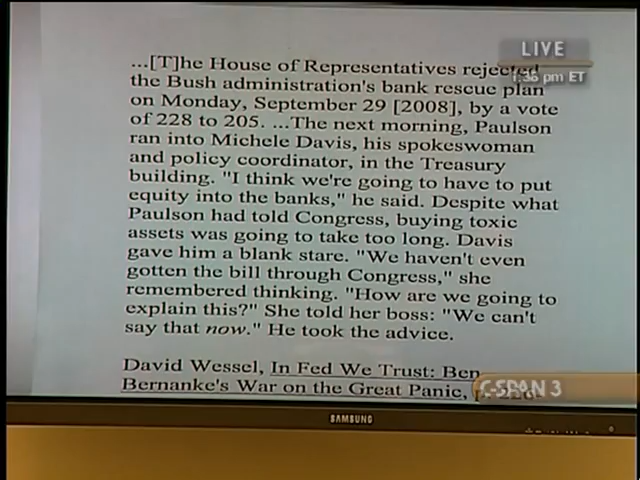 ...[T]he House of Representatives rejected
LIVE
the Bush administration's bank rescue plan
1:36 pm ET
on Monday, September 29 [2008], by a vote
of 228 to 205. ...The next morning, Paulson
ran into Michele Davis, his spokeswoman
and policy coordinator, in the Treasury
building. "I think we're going to have to put
equity into the banks," he said. Despite what
Paulson had told Congress, buying toxic
assets was going to take too long. Davis
gave him a blank stare. "We haven't even
gotten the bill through Congress," she
remembered thinking. "How are we going to
explain this?" She told her boss: "We can't
say that now." He took the advice.
David Wessel, In Fed We Trust: Ben
Bernanke's War on the Great Panic,
C-SPAN 3
SAMSUNG